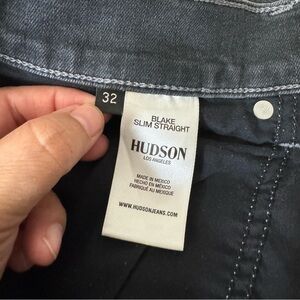 32
BLAKE
SLIM STRAIGHT
HUDSON
LOS ANGELES
MADE IN MEXICO
HECHO EN MEXICO
FABRIQUÉ AU MEXIQUE
WWW.HUDSONJEANS.COM